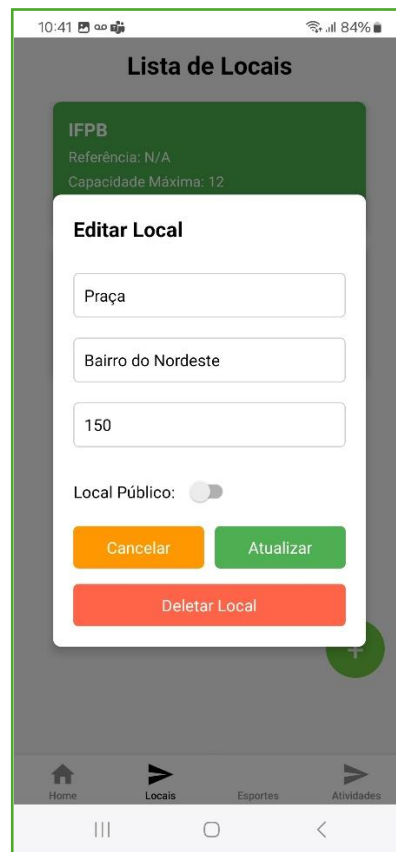 10:41 84%
Lista de Locais
IFPB
Referência: N/A
Capacidade Máxima: 12
Editar Local
Praça
Bairro do Nordeste
150
Local Público:
Cancelar Atualizar
Deletar Local
+
Home Locais Esportes Atividades